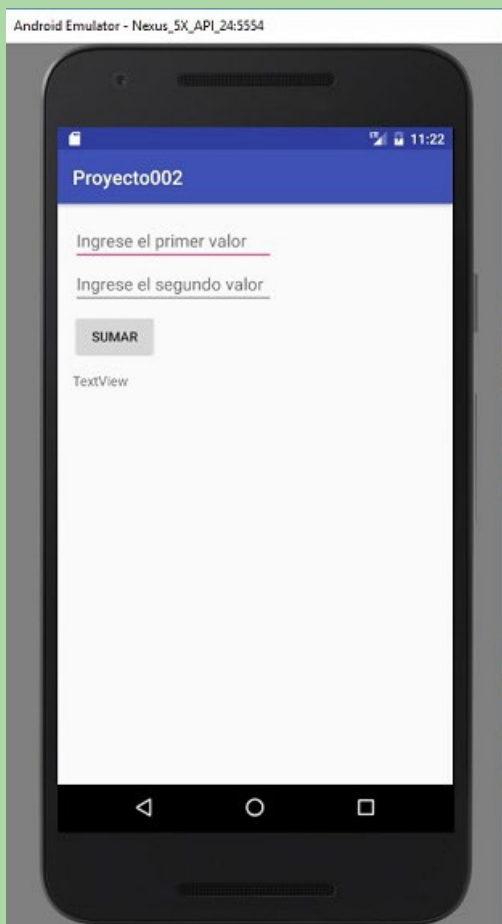 Android Emulator - Nexus_5X_API_24:5554
11:22
Proyecto002
Ingrese el primer valor
Ingrese el segundo valor
SUMAR
TextView